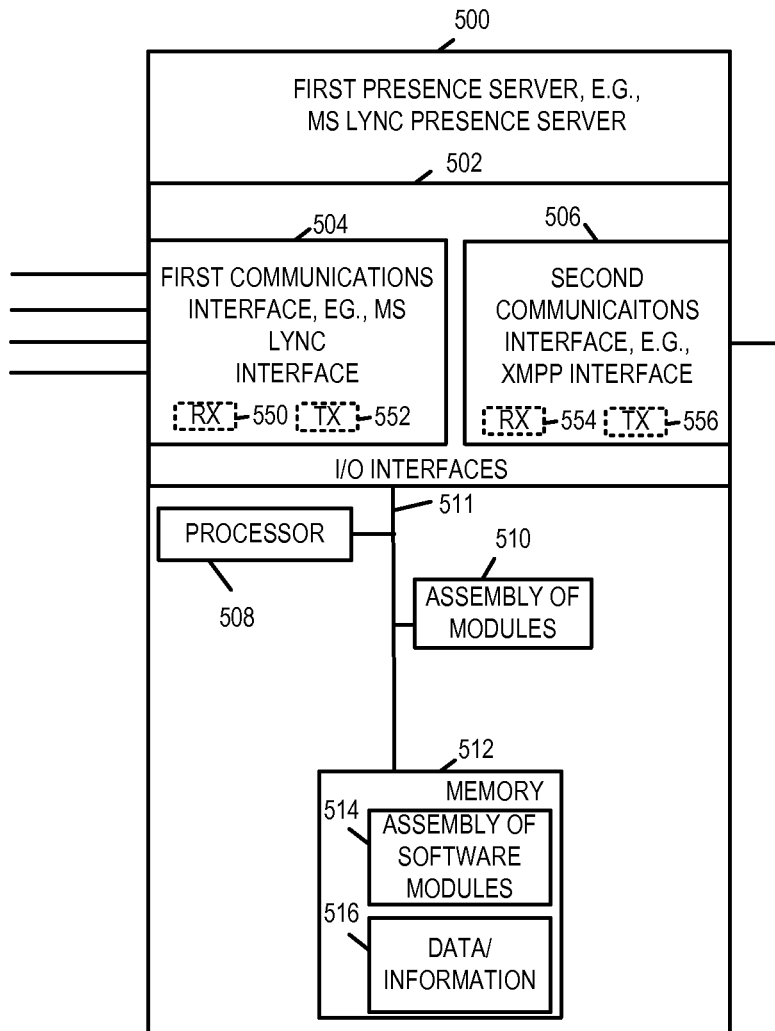 500
FIRST PRESENCE SERVER, E.G.,
MS LYNC PRESENCE SERVER
502
504
FIRST COMMUNICATIONS
INTERFACE, EG., MS
LYNC
INTERFACE
RX
550
TX
552
506
SECOND
COMMUNICAITONS
INTERFACE, E.G.,
XMPP INTERFACE
RX
554
TX
556
I/O INTERFACES
511
PROCESSOR
508
510
ASSEMBLY OF
MODULES
512
MEMORY
514
ASSEMBLY OF
SOFTWARE
MODULES
516
DATA/
INFORMATION